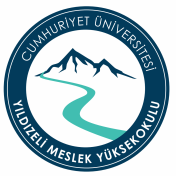 CUMHURİYET ÜNİVERSİTESİ
YILDIZELİ MESLEK YÜKSEKOKULU